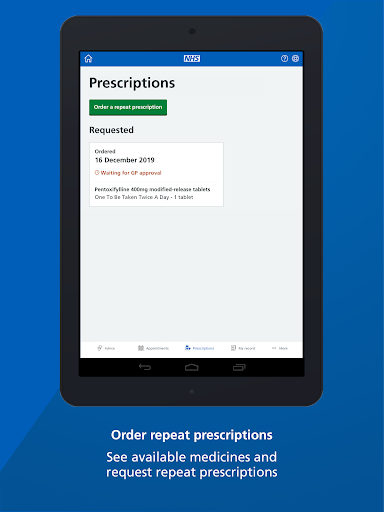 NHS
Prescriptions
Order a repeat prescription
Requested
Ordered
16 December 2019
Waiting for GP approval
Pentoxifylline 400mg modified-release tablets
One To Be Taken Twice A Day - 1 tablet
Advice Appointments Prescriptions My record More
Order repeat prescriptions
See available medicines and
request repeat prescriptions